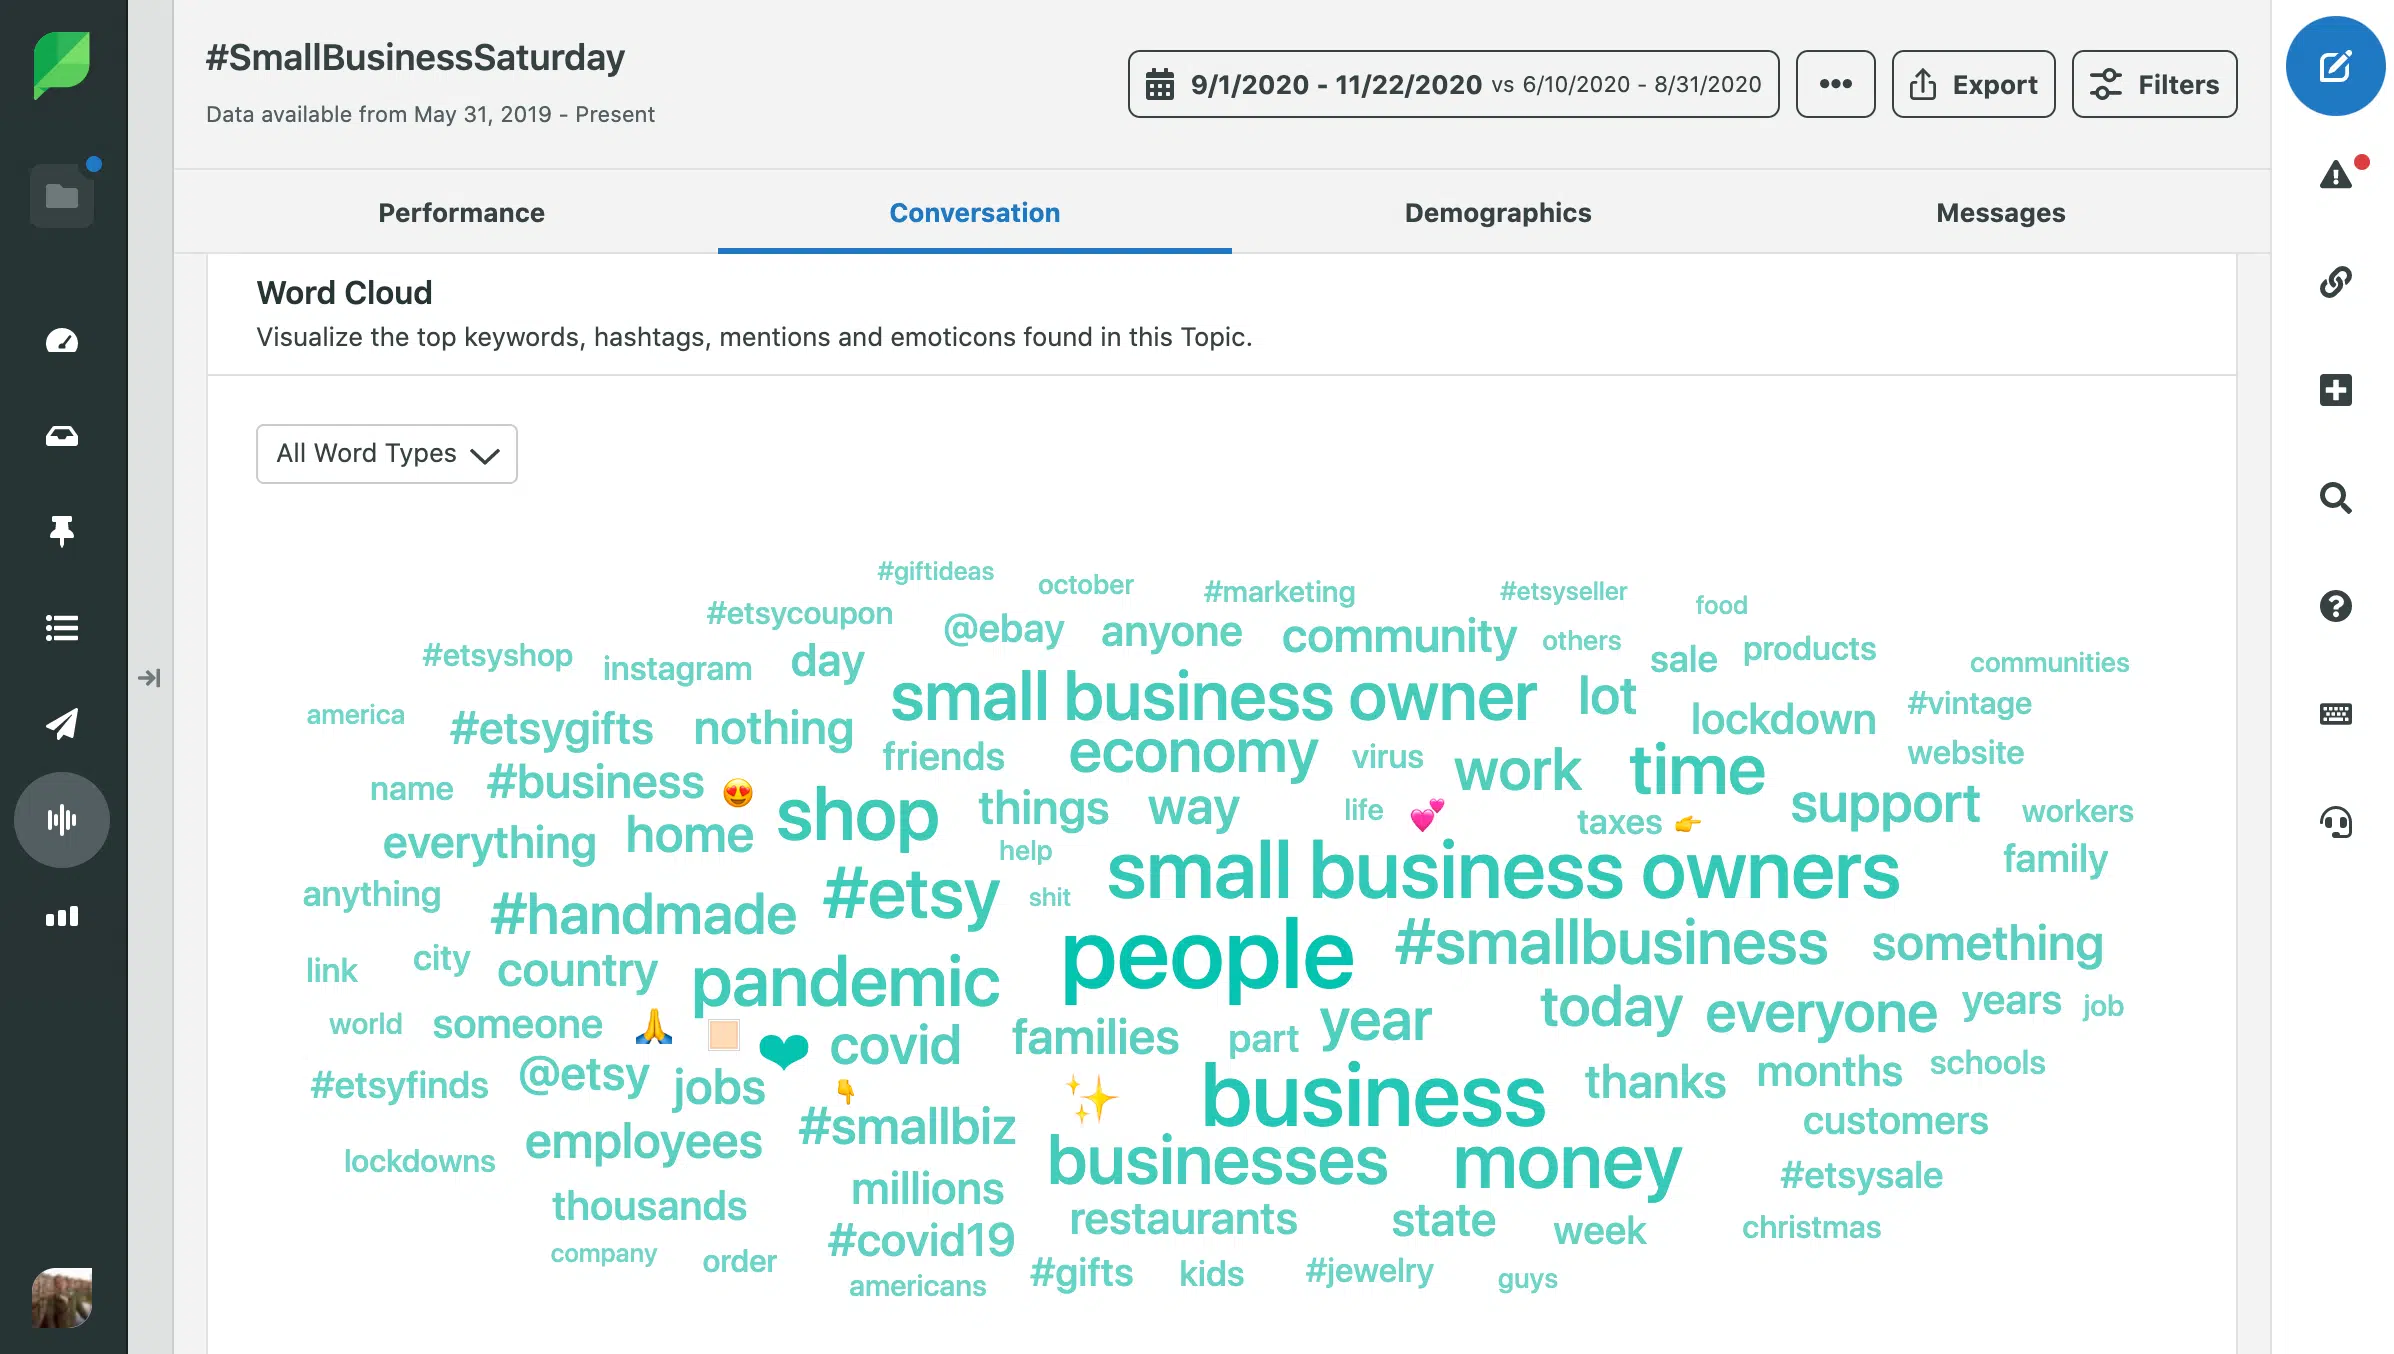 #SmallBusinessSaturday
Data available from May 31, 2019 - Present
9/1/2020 - 11/22/2020 vs 6/10/2020 - 8/31/2020
Export
Filters
Performance
Conversation
Demographics
Messages
Word Cloud
Visualize the top keywords, hashtags, mentions and emoticons found in this Topic.
All Word Types
#giftideas october #marketing #etsyseller food
#etsycoupon @ebay anyone community others
#etsyshop instagram day sale products communities
america #etsygifts nothing small business owner lot lockdown #vintage
friends economy virus work time website
name #business shop things way life taxes support workers
everything home help small business owners family
anything #handmade #etsy shit
link city country pandemic people #smallbusiness something
world someone covid families part year today everyone years job
#etsyfinds @etsy jobs business thanks months schools
lockdowns employees #smallbiz businesses money customers
thousands millions #etsysale
company order #covid19 restaurants state week christmas
americans #gifts kids #jewelry guys